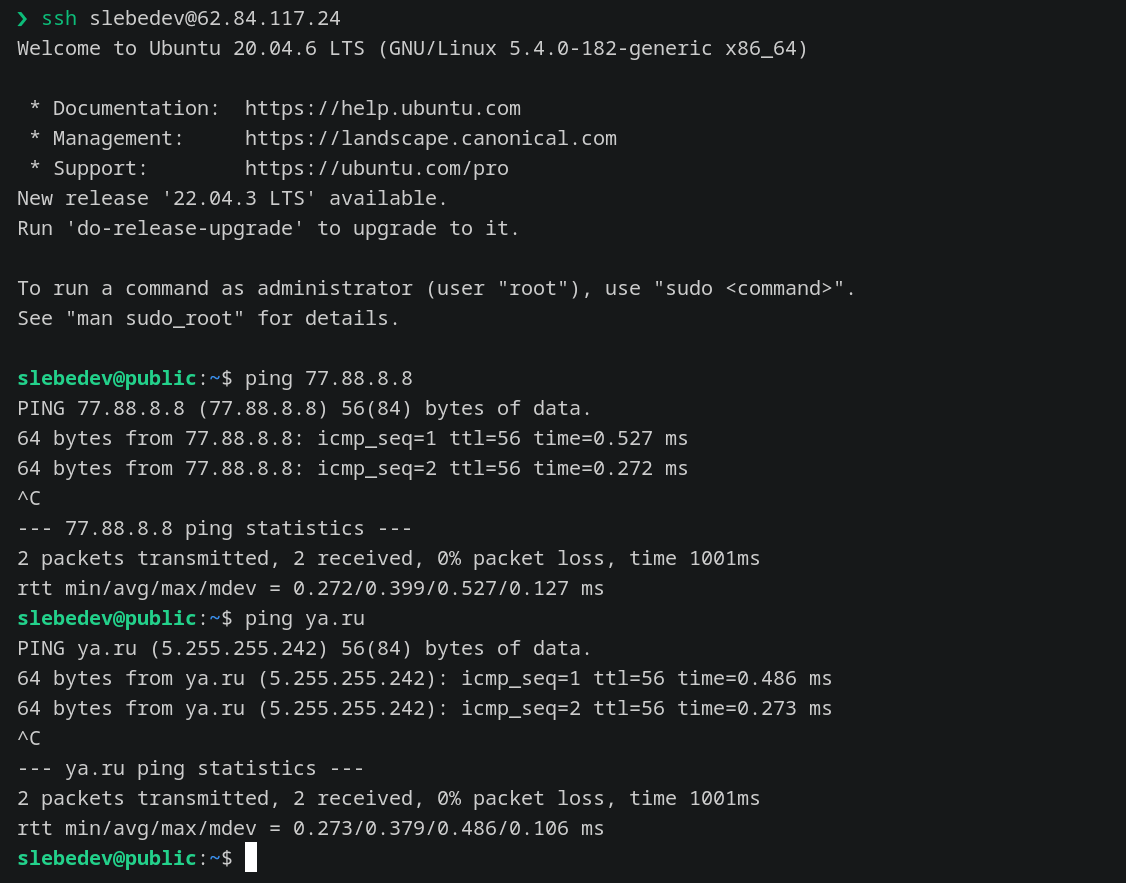 ❯ ssh slebedev@62.84.117.24
Welcome to Ubuntu 20.04.6 LTS (GNU/Linux 5.4.0-182-generic x86_64)
* Documentation:  https://help.ubuntu.com
* Management:     https://landscape.canonical.com
* Support:        https://ubuntu.com/pro
New release '22.04.3 LTS' available.
Run 'do-release-upgrade' to upgrade to it.
To run a command as administrator (user "root"), use "sudo <command>".
See "man sudo_root" for details.
slebedev@public:~$ ping 77.88.8.8
PING 77.88.8.8 (77.88.8.8) 56(84) bytes of data.
64 bytes from 77.88.8.8: icmp_seq=1 ttl=56 time=0.527 ms
64 bytes from 77.88.8.8: icmp_seq=2 ttl=56 time=0.272 ms
^C
--- 77.88.8.8 ping statistics ---
2 packets transmitted, 2 received, 0% packet loss, time 1001ms
rtt min/avg/max/mdev = 0.272/0.399/0.527/0.127 ms
slebedev@public:~$ ping ya.ru
PING ya.ru (5.255.255.242) 56(84) bytes of data.
64 bytes from ya.ru (5.255.255.242): icmp_seq=1 ttl=56 time=0.486 ms
64 bytes from ya.ru (5.255.255.242): icmp_seq=2 ttl=56 time=0.273 ms
^C
--- ya.ru ping statistics ---
2 packets transmitted, 2 received, 0% packet loss, time 1001ms
rtt min/avg/max/mdev = 0.273/0.379/0.486/0.106 ms
slebedev@public:~$